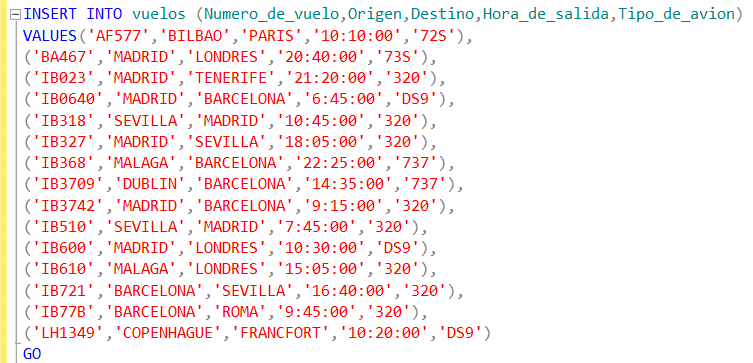 INSERT INTO vuelos (Numero_de_vuelo,Origen,Destino,Hora_de_salida,Tipo_de_avion)
VALUES('AF577','BILBAO','PARIS','10:10:00','72S'),
('BA467','MADRID','LONDRES','20:40:00','73S'),
('IB023','MADRID','TENERIFE','21:20:00','320'),
('IB0640','MADRID','BARCELONA','6:45:00','DS9'),
('IB318','SEVILLA','MADRID','10:45:00','320'),
('IB327','MADRID','SEVILLA','18:05:00','320'),
('IB368','MALAGA','BARCELONA','22:25:00','737'),
('IB3709','DUBLIN','BARCELONA','14:35:00','737'),
('IB3742','MADRID','BARCELONA','9:15:00','320'),
('IB510','SEVILLA','MADRID','7:45:00','320'),
('IB600','MADRID','LONDRES','10:30:00','DS9'),
('IB610','MALAGA','LONDRES','15:05:00','320'),
('IB721','BARCELONA','SEVILLA','16:40:00','320'),
('IB77B','BARCELONA','ROMA','9:45:00','320'),
('LH1349','COPENHAGUE','FRANCFORT','10:20:00','DS9')
GO